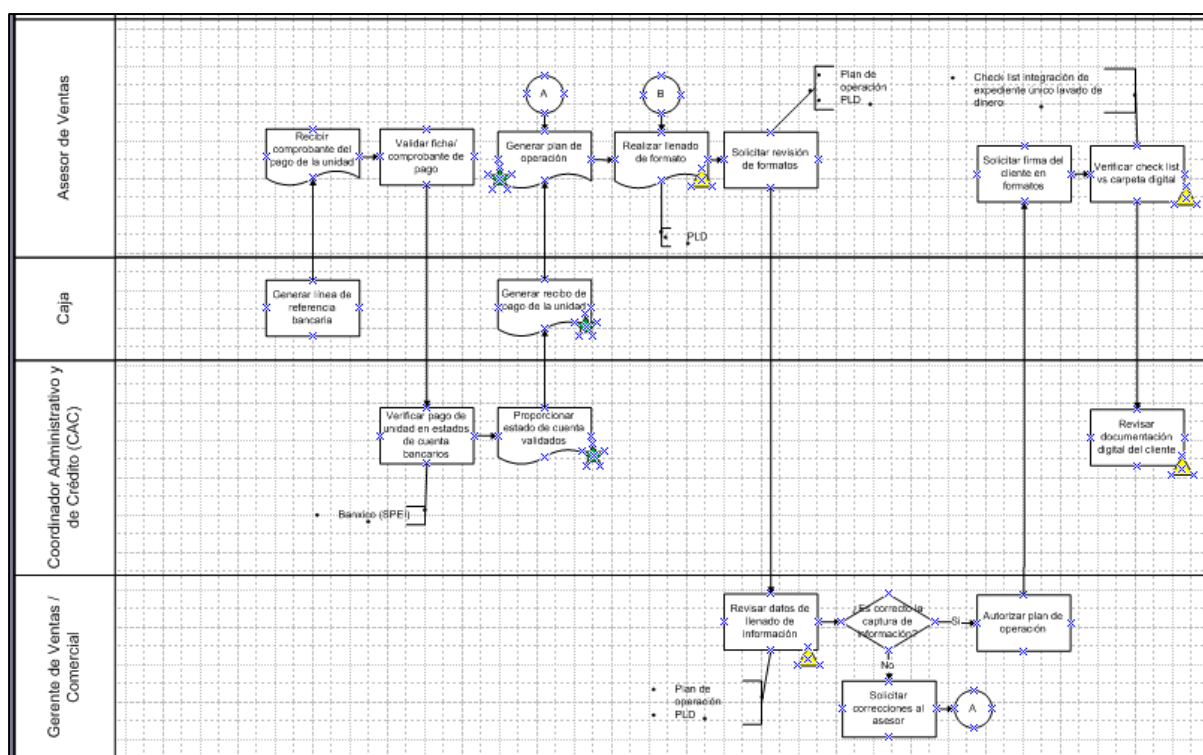 Asesor de Ventas
A
B
Plan de
operación
PLD
Check list integración de
expediente único lavado de
dinero
Recibir
comprobante del
pago de la unidad
Validar ficha/
comprobante de
pago
Generar plan de
operación
Realizar llenado
de formato
Solicitar revisión
de formatos
Solicitar firma del
cliente en
formatos
Verificar check list
vs carpeta digital
PLD
Caja
Generar línea de
referencia
bancaria
Generar recibo de
pago de la unidad
Coordinador Administrativo y
de Crédito (CAC)
Verificar pago de
unidad en estados
de cuenta
bancarios
Proporcionar
estado de cuenta
validados
Revisar
documentación
digital del cliente
Banxico (SPEI)
Gerente de Ventas /
Comercial
Revisar datos de
llenado de
información
¿Es correcto la
captura de
información?
Si
Autorizar plan de
operación
No
Plan de
operación
PLD
Solicitar
correcciones al
asesor
A